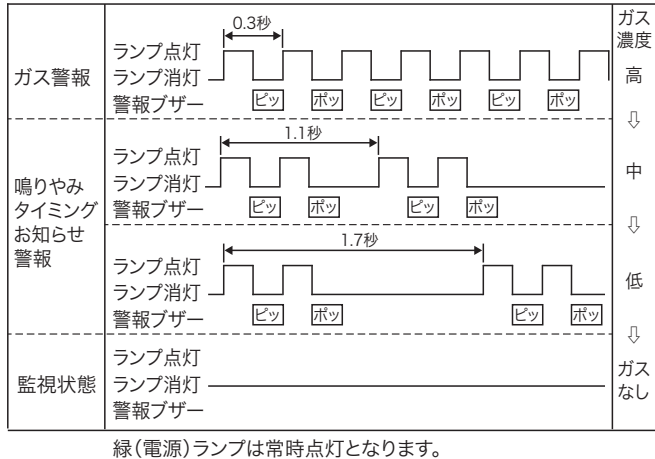 ガス
濃度
0.3秒
ガス警報
ランプ点灯
ランプ消灯
警報ブザー
ピッ ポッ ピッ ポッ ピッ ポッ
高
⇩
1.1秒
鳴りやみ
タイミング
お知らせ
警報
ランプ点灯
ランプ消灯
警報ブザー
ピッ ポッ ピッ ポッ
中
⇩
1.7秒
ランプ点灯
ランプ消灯
警報ブザー
ピッ ポッ ピッ ポッ
低
⇩
監視状態
ランプ点灯
ランプ消灯
警報ブザー
ガス
なし
緑(電源)ランプは常時点灯となります。